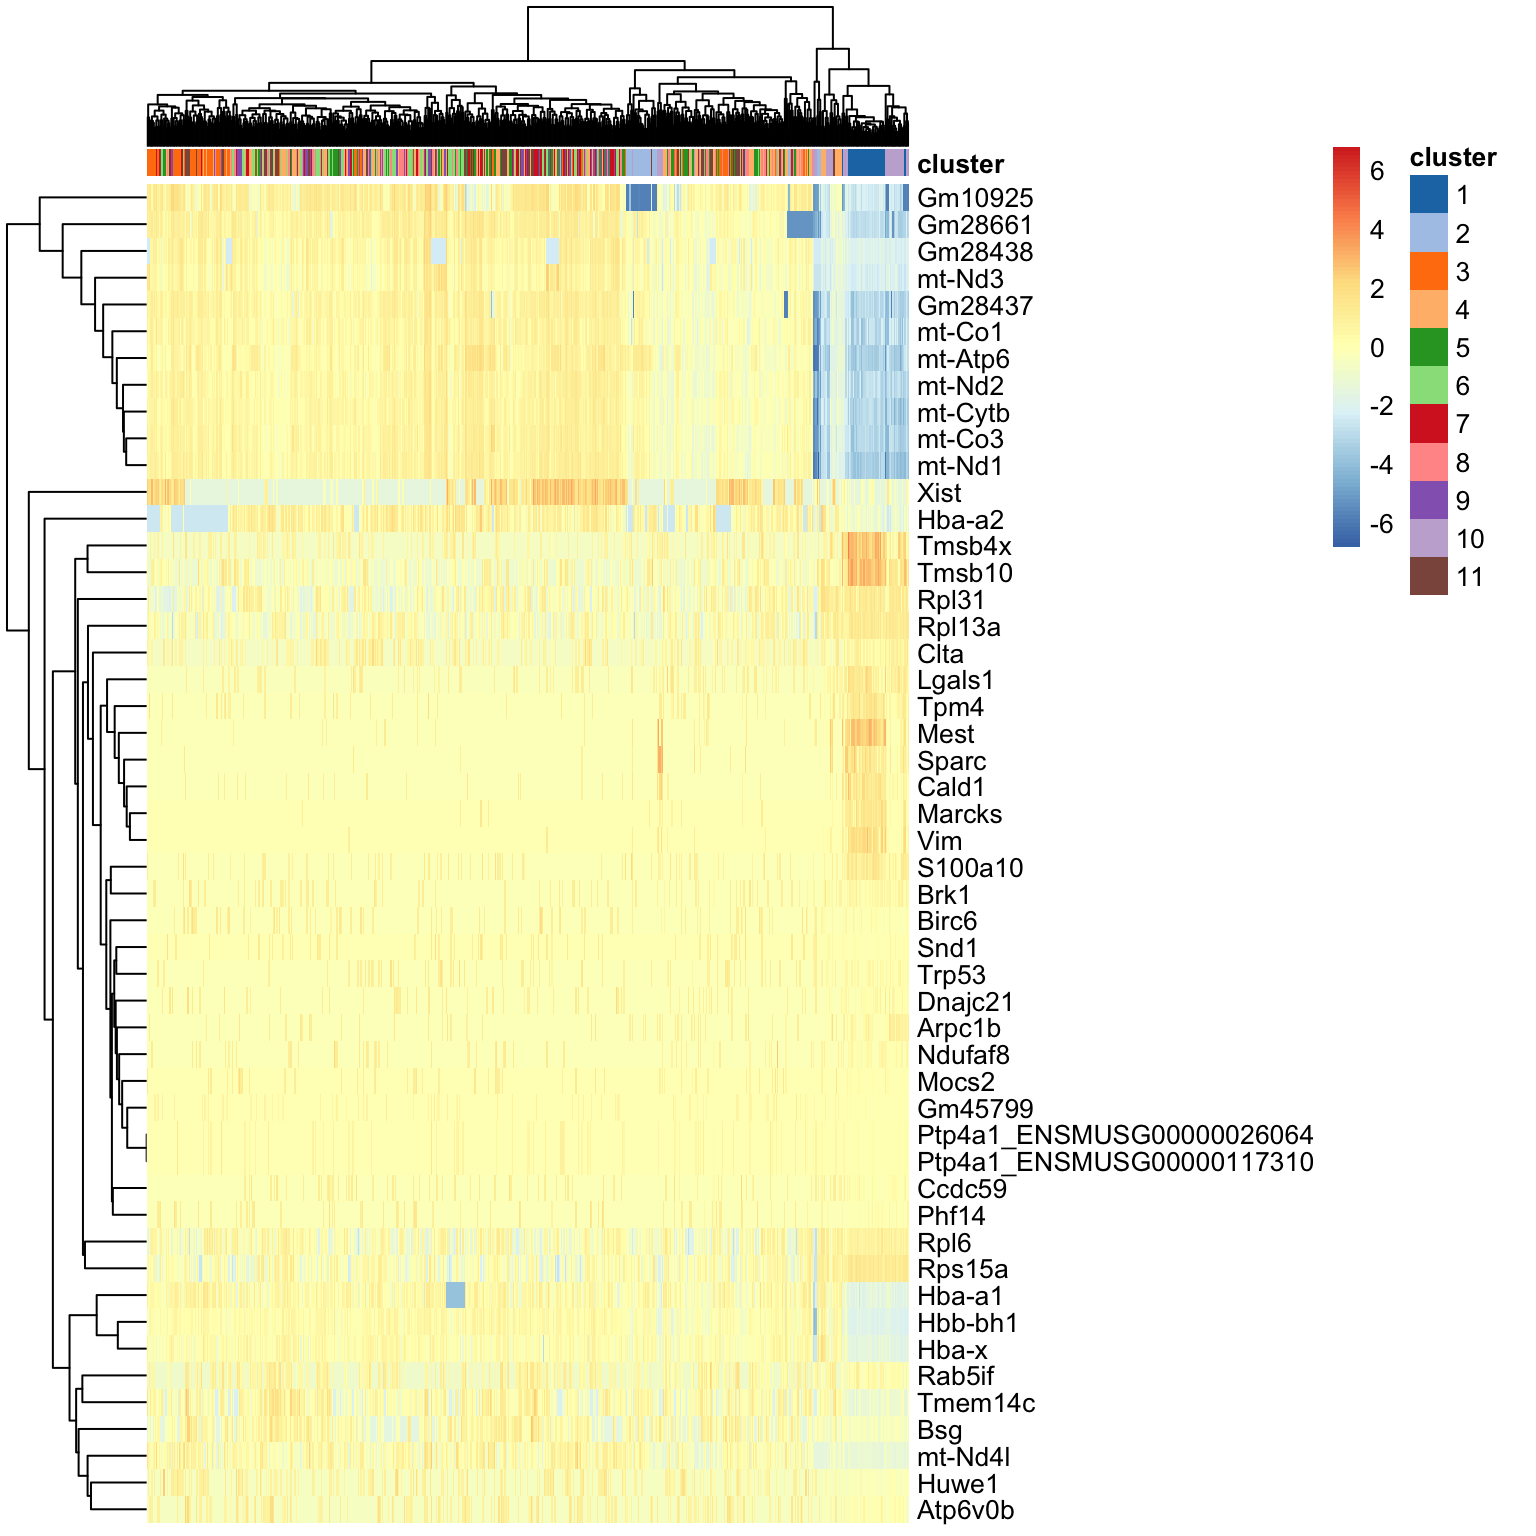 cluster
Gm10925
Gm28661
Gm28438
mt-Nd3
Gm28437
mt-Co1
mt-Atp6
mt-Nd2
mt-Cytb
mt-Co3
mt-Nd1
Xist
Hba-a2
Tmsb4x
Tmsb10
Rpl31
Rpl13a
Clta
Lgals1
Tpm4
Mest
Sparc
Cald1
Marcks
Vim
S100a10
Brk1
Birc6
Snd1
Trp53
Dnajc21
Arpc1b
Ndufaf8
Mocs2
Gm45799
Ptp4a1_ENSMUSG00000026064
Ptp4a1_ENSMUSG00000117310
Ccdc59
Phf14
Rpl6
Rps15a
Hba-a1
Hbb-bh1
Hba-x
Rab5if
Tmem14c
Bsg
mt-Nd4l
Huwe1
Atp6v0b
6
4
2
0
-2
-4
-6
cluster
1
2
3
4
5
6
7
8
9
10
11